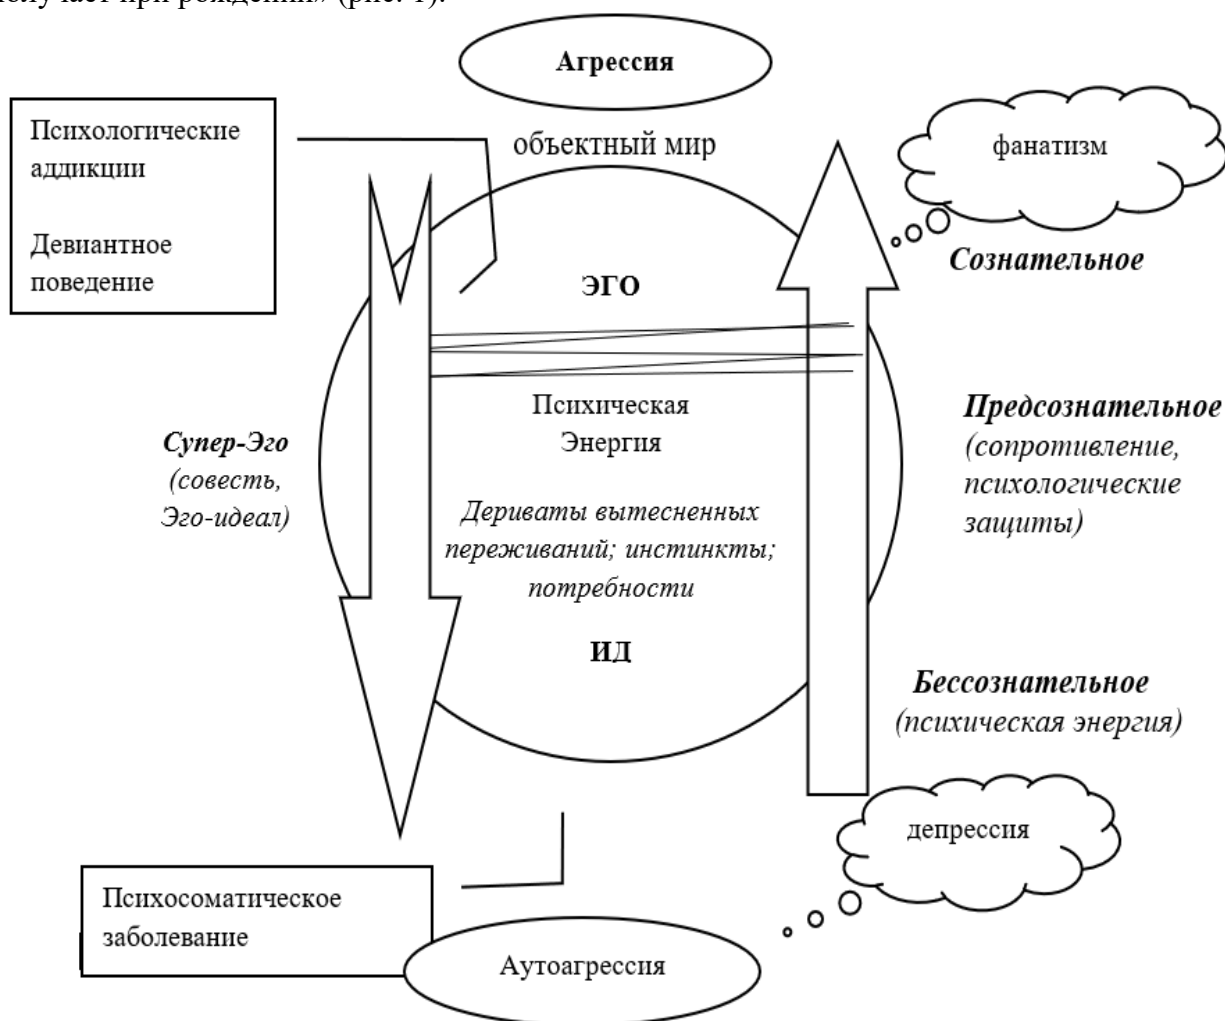 получает при рождении» (рис. 1).
Агрессия
Психологические
аддикции
Девиантное
поведение
объектный мир
фанатизм
Сознательное
ЭГО
Психическая
Энергия
Супер-Эго
(совесть,
Эго-идеал)
Предсознательное
(сопротивление,
психологические
защиты)
Дериваты вытесненных
переживаний; инстинкты;
потребности
ИД
Бессознательное
(психическая энергия)
депрессия
Психосоматическое
заболевание
Аутоагрессия